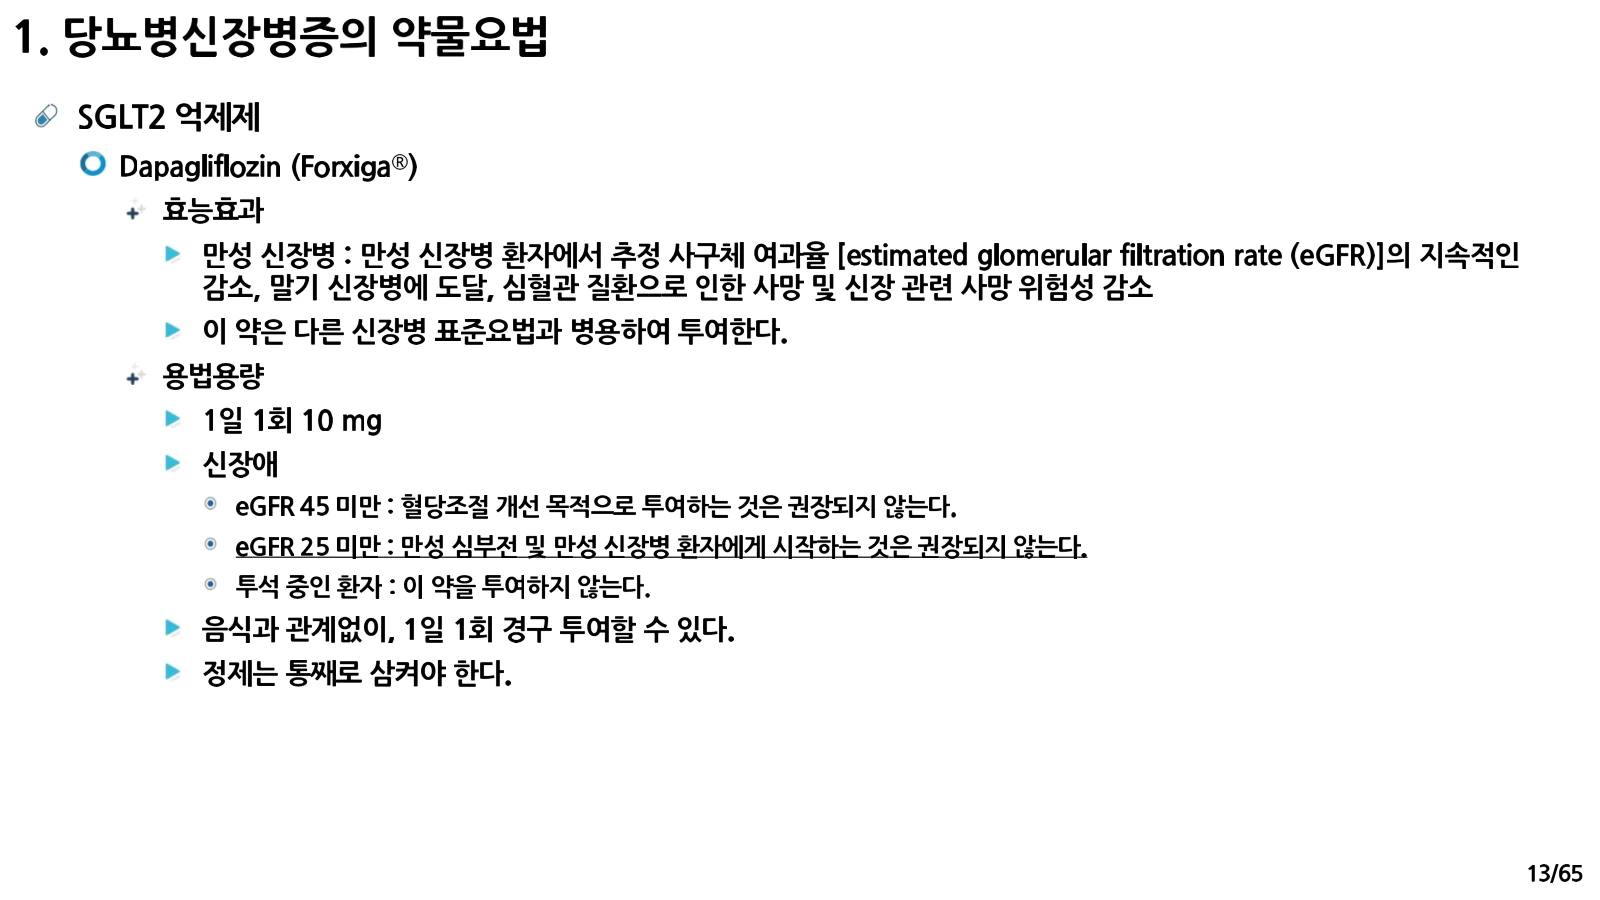 1. 당뇨병신장병증의 약물요법
SGLT2 억제제
Dapagliflozin (Forxiga®)
효능효과
만성 신장병 : 만성 신장병 환자에서 추정 사구체 여과율 [estimated glomerular filtration rate (eGFR)]의 지속적인
감소, 말기 신장병에 도달, 심혈관 질환으로 인한 사망 및 신장 관련 사망 위험성 감소
이 약은 다른 신장병 표준요법과 병용하여 투여한다.
용법용량
1일 1회 10 mg
신장애
eGFR 45 미만 : 혈당조절 개선 목적으로 투여하는 것은 권장되지 않는다.
eGFR 25 미만 : 만성 심부전 및 만성 신장병 환자에게 시작하는 것은 권장되지 않는다.
투석 중인 환자 : 이 약을 투여하지 않는다.
음식과 관계없이, 1일 1회 경구 투여할 수 있다.
정제는 통째로 삼켜야 한다.
13/65